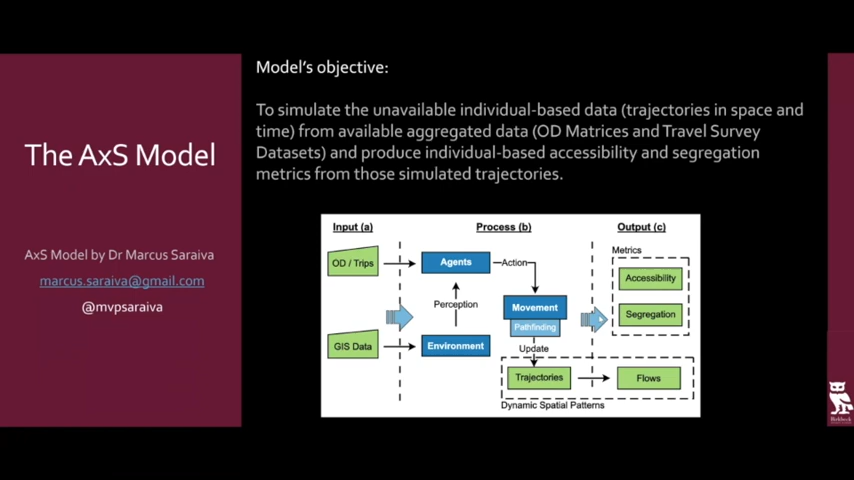 The AxS Model
AxS Model by Dr Marcus Saraiva
marcus.saraiva@gmail.com
@mvpsaraiva
Model's objective:
To simulate the unavailable individual-based data (trajectories in space and
time) from available aggregated data (OD Matrices and Travel Survey
Datasets) and produce individual-based accessibility and segregation
metrics from those simulated trajectories.
Input (a)
Process (b)
Output (c)
Metrics
OD / Trips
Agents
Action
Accessibility
Perception
Movement
Pathfinding
Segregation
GIS Data
Environment
Update
Trajectories
Flows
Dynamic Spatial Patterns